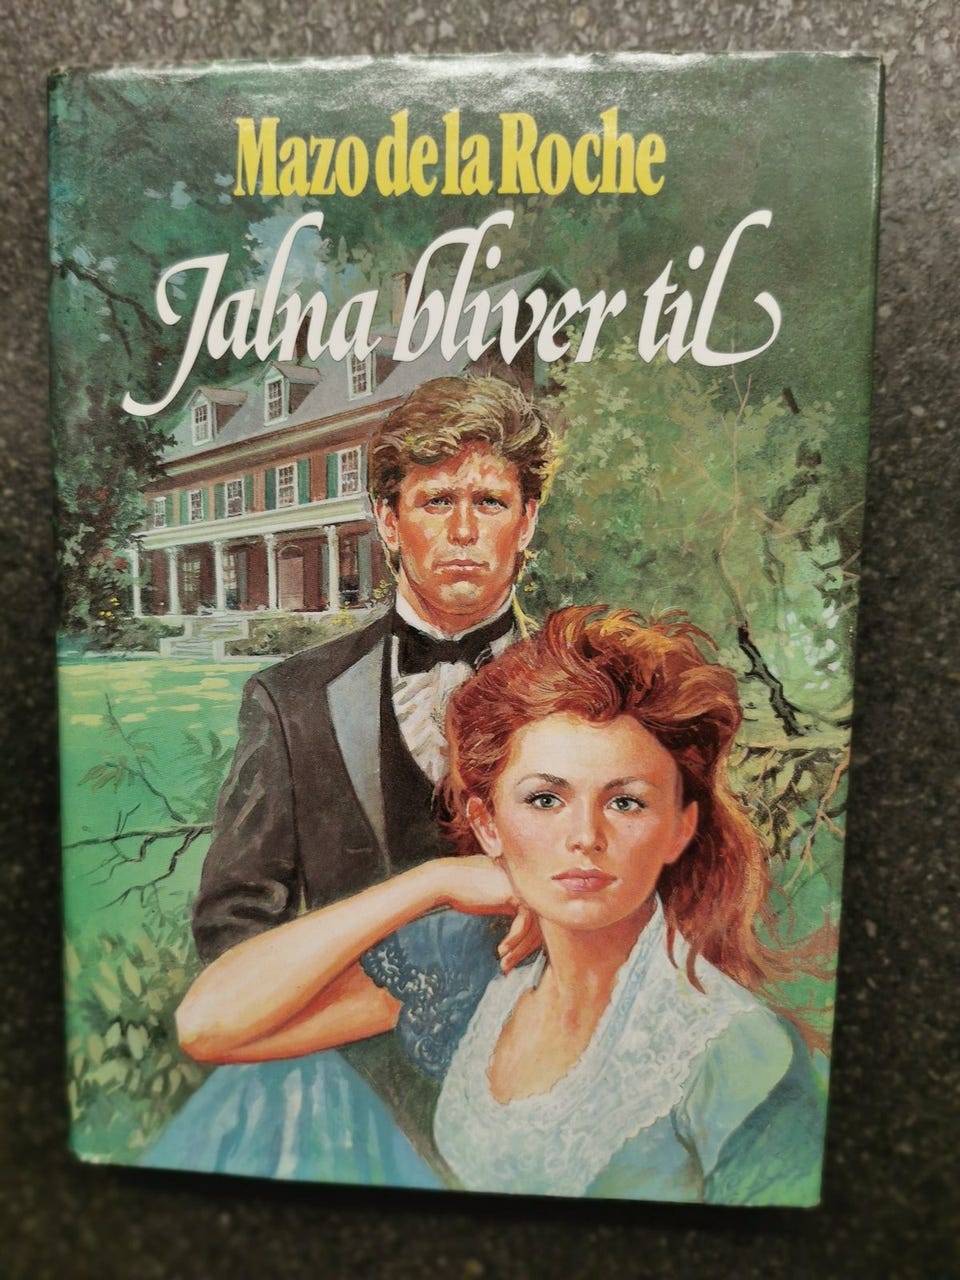 Mazo de la Roche
Jalna bliver til